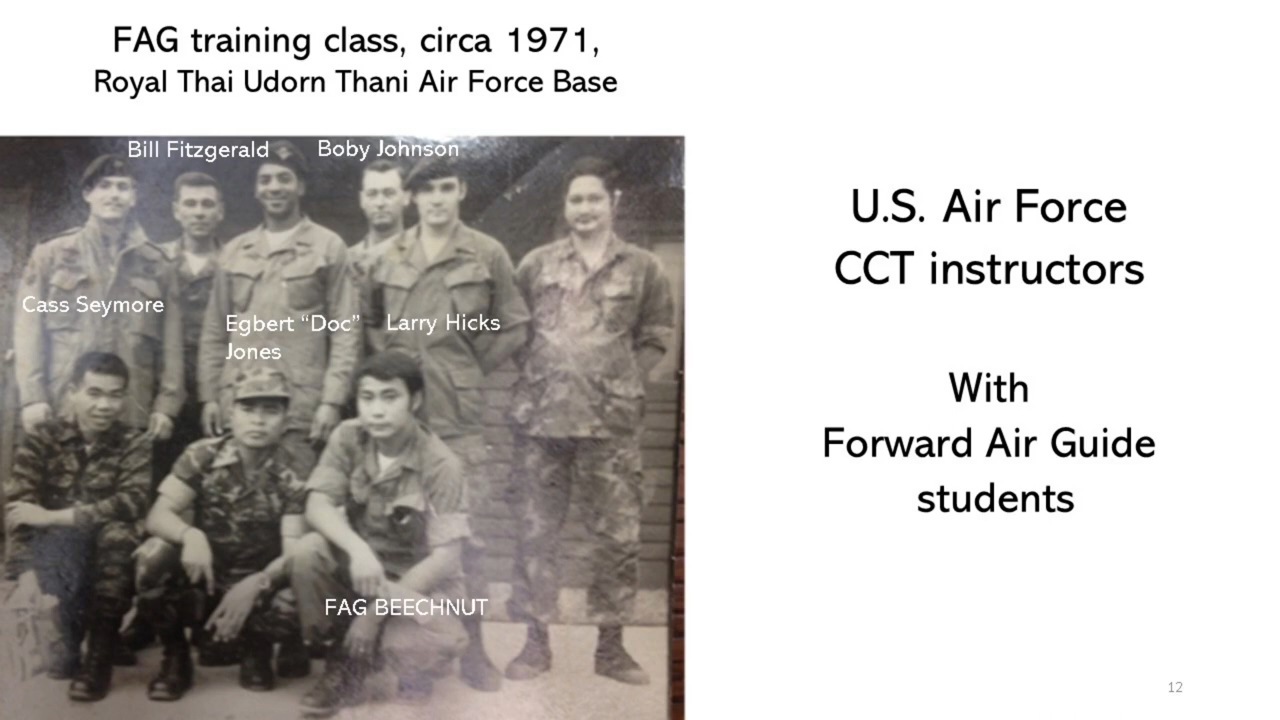 FAG training class, circa 1971,
Royal Thai Udorn Thani Air Force Base
Bill Fitzgerald
Boby Johnson
Cass Seymore
Egbert “Doc”
Jones
Larry Hicks
FAG BEECHNUT
U.S. Air Force
CCT instructors
With
Forward Air Guide
students
12